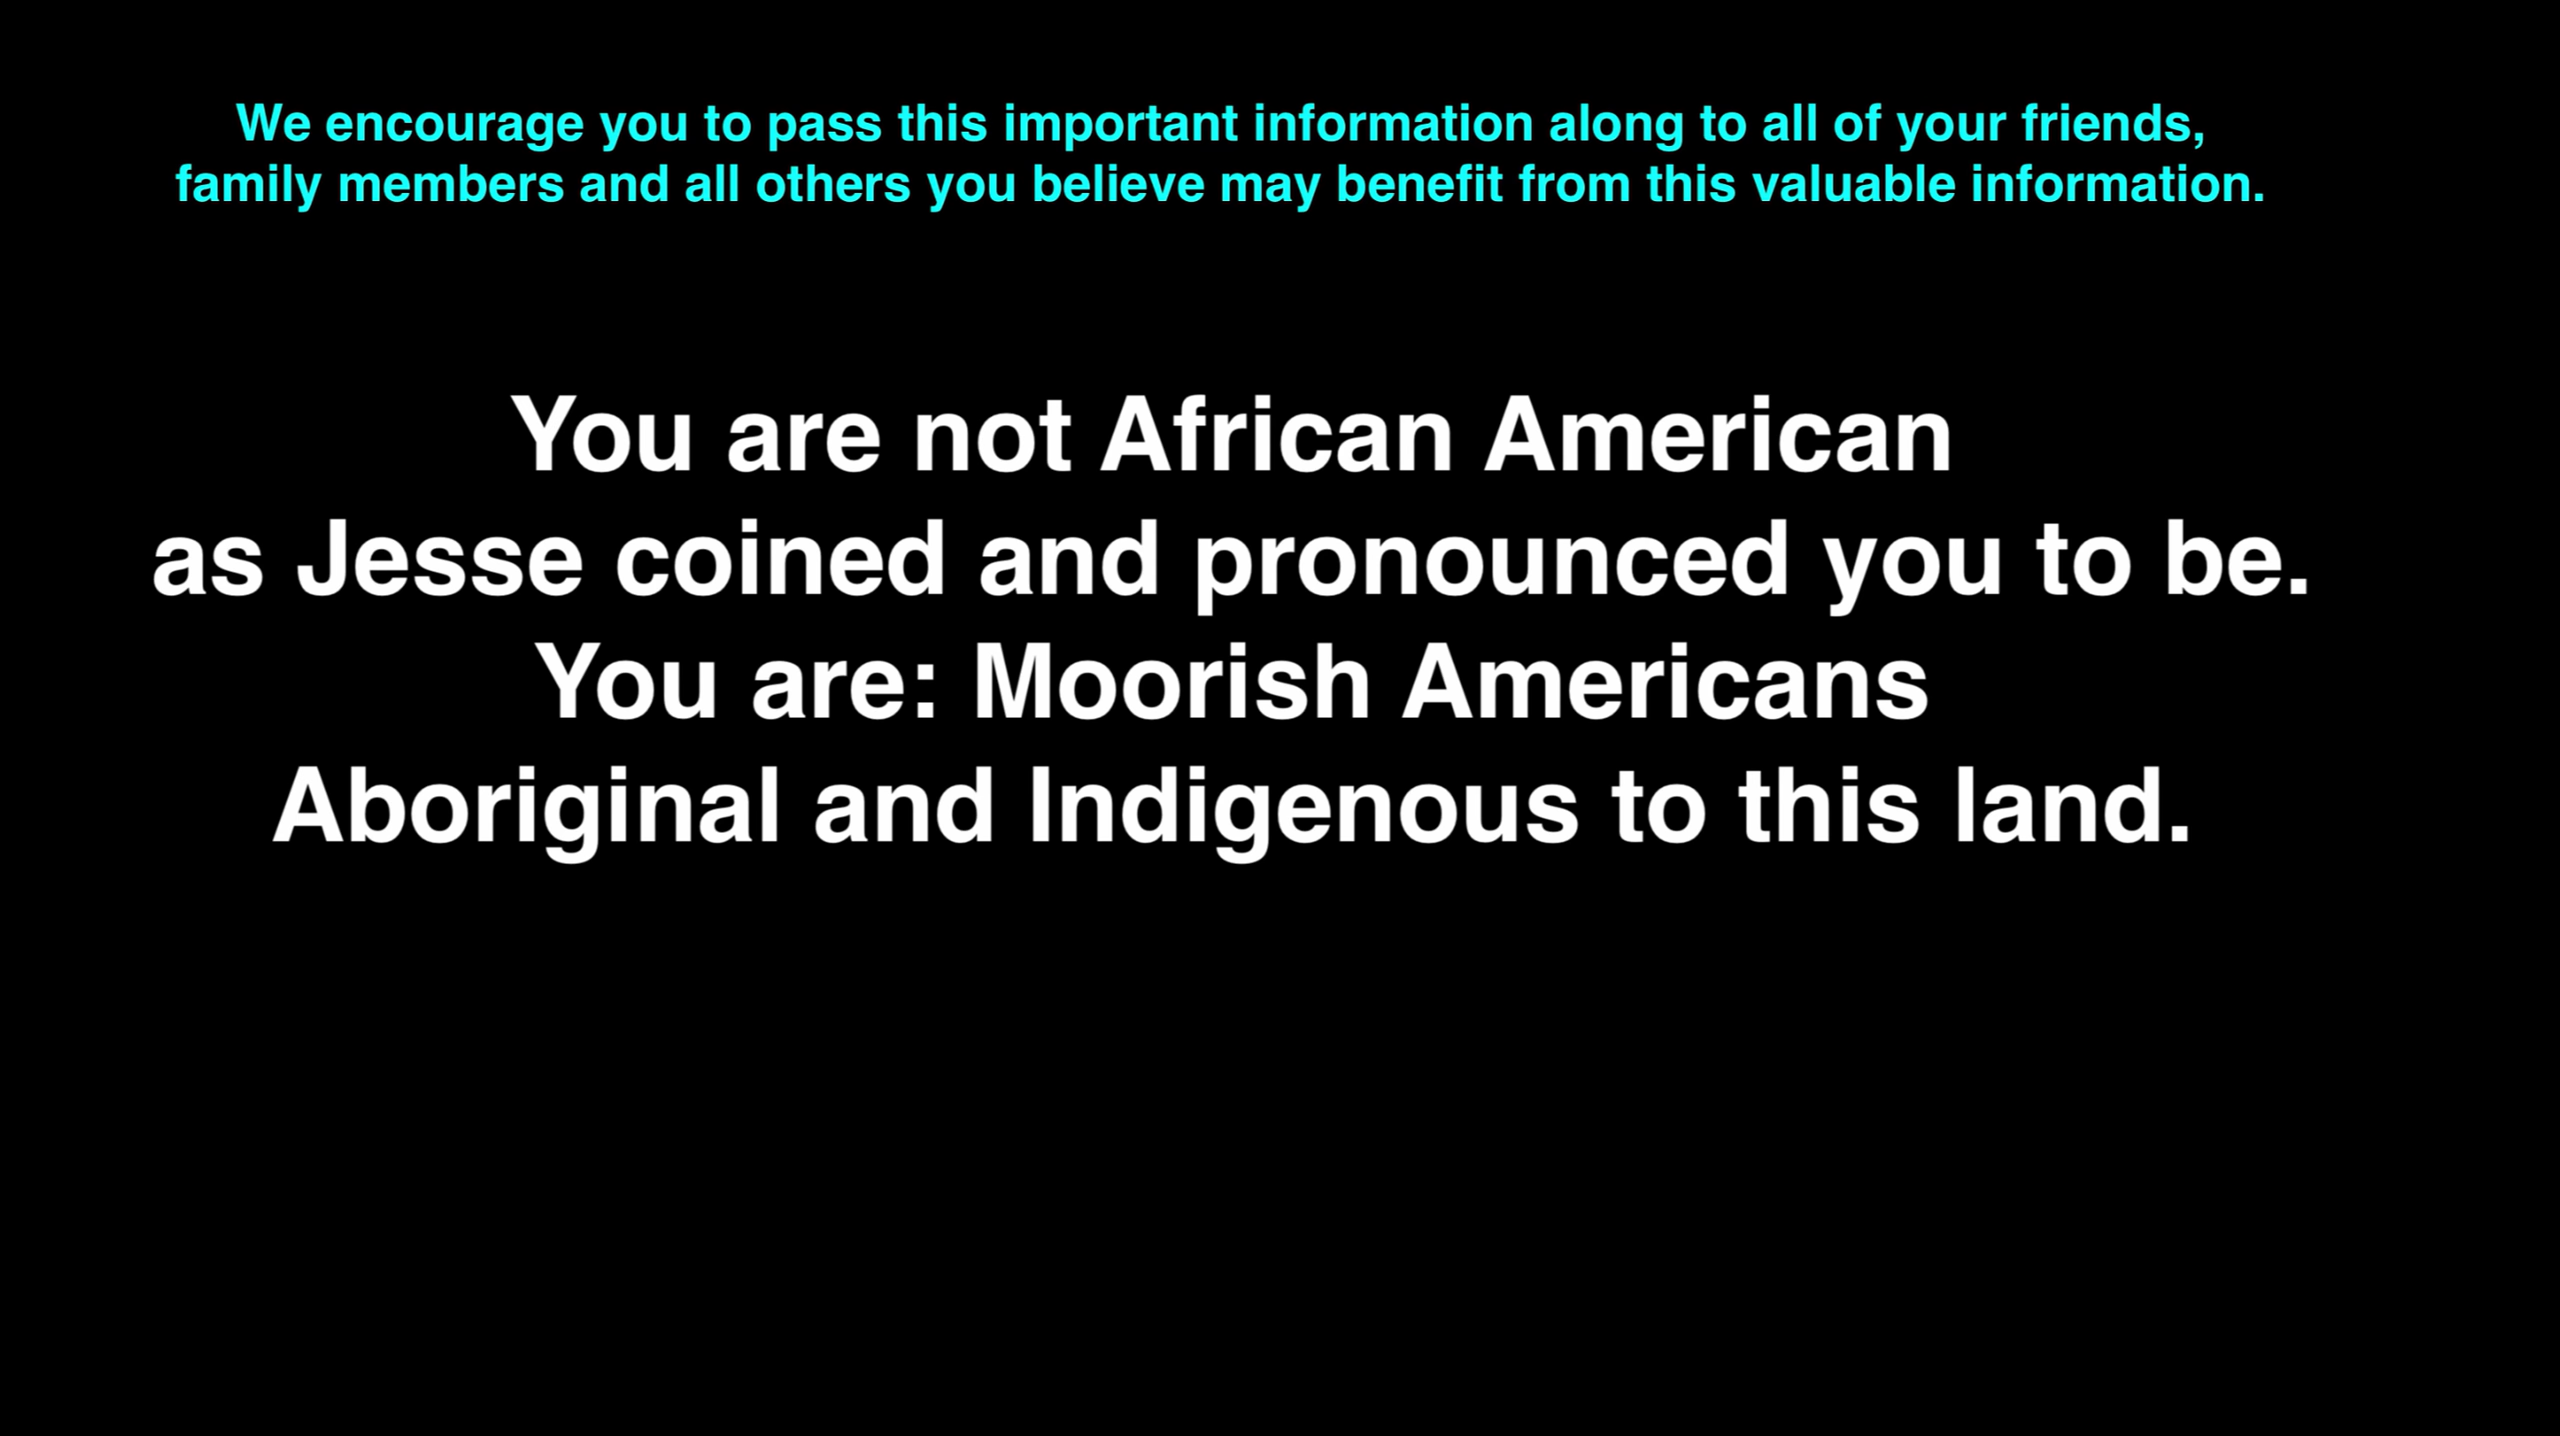 We encourage you to pass this important information along to all of your friends,
family members and all others you believe may benefit from this valuable information.
You are not African American
as Jesse coined and pronounced you to be.
You are: Moorish Americans
Aboriginal and Indigenous to this land.